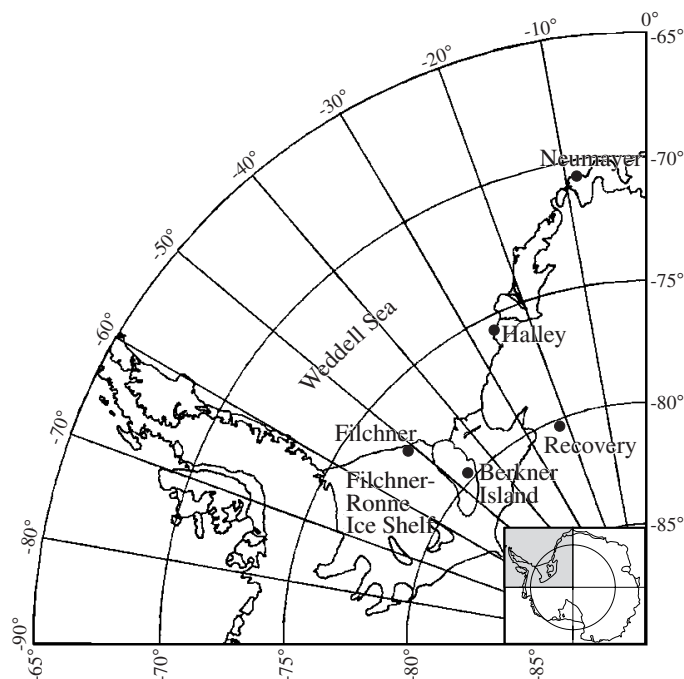 0°
-10°
-20°
-30°
-40°
-50°
-60°
-70°
-80°
-90°
-65°
-70°
-75°
-80°
-85°
Neumayer
Weddell Sea
Halley
Filchner
Recovery
Filchner-
Ronne
Ice Shelf
Berkner
Island
-65°
-70°
-75°
-80°
-85°